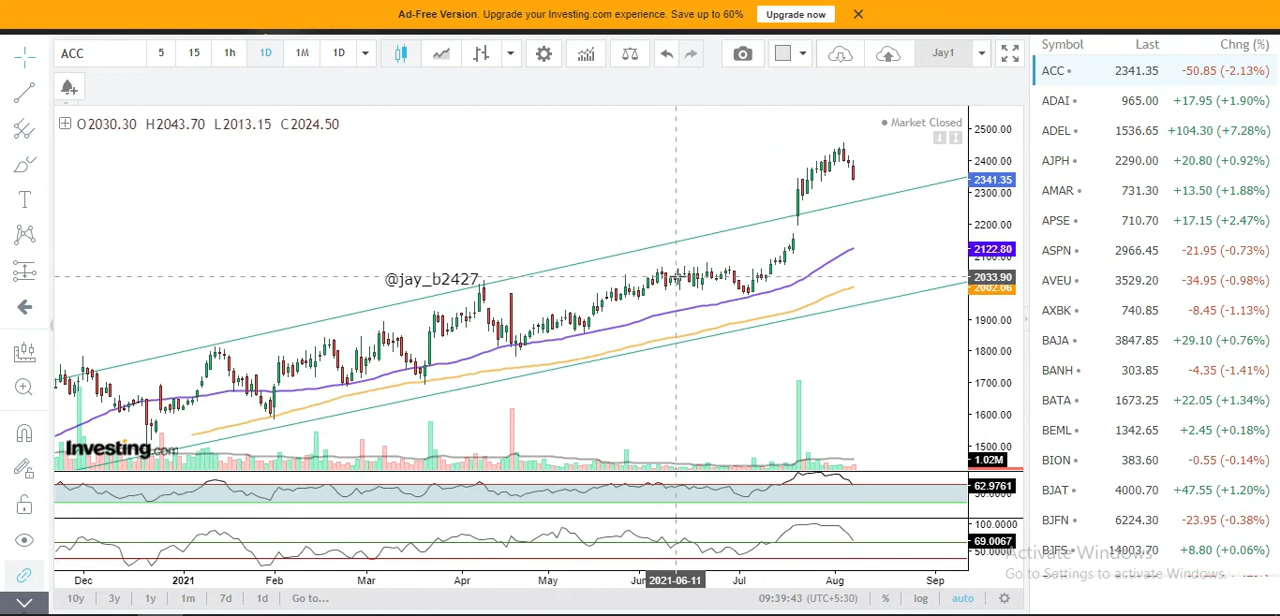 Ad-Free Version. Upgrade your Investing.com experience. Save up to 60% Upgrade now
ACC 5 15 1h 1D 1M 1D Jay1
O2030.30 H2043.70 L2013.15 C2024.50
Market Closed
@jay_b2427
Investing.com
2500.00
2400.00
2341.35
2300.00
2200.00
2122.80
2100.00
2033.90
2002.06
1900.00
1800.00
1700.00
1600.00
1500.00
1.02M
62.9761
100.0000
69.0067
50.0000
Dec 2021 Feb Mar Apr May 2021-06-11 Jul Aug Sep
10y 3y 1y 1m 7d 1d Go to... 09:39:43 (UTC+5:30) % log auto
Symbol Last Chng (%)
ACC 2341.35 -50.85 (-2.13%)
ADAI 965.00 +17.95 (+1.90%)
ADEL 1536.65 +104.30 (+7.28%)
AJPH 2290.00 +20.80 (+0.92%)
AMAR 731.30 +13.50 (+1.88%)
APSE 710.70 +17.15 (+2.47%)
ASPN 2966.45 -21.95 (-0.73%)
AVEU 3529.20 -34.95 (-0.98%)
AXBK 740.85 -8.45 (-1.13%)
BAJA 3847.85 +29.10 (+0.76%)
BANH 303.85 -4.35 (-1.41%)
BATA 1673.25 +22.05 (+1.34%)
BEML 1342.65 +2.45 (+0.18%)
BION 383.60 -0.55 (-0.14%)
BJAT 4000.70 +47.55 (+1.20%)
BJFN 6224.30 -23.95 (-0.38%)
BJFS 14003.70 +8.80 (+0.06%)
Activate Windows
Go to Settings to activate Windows.